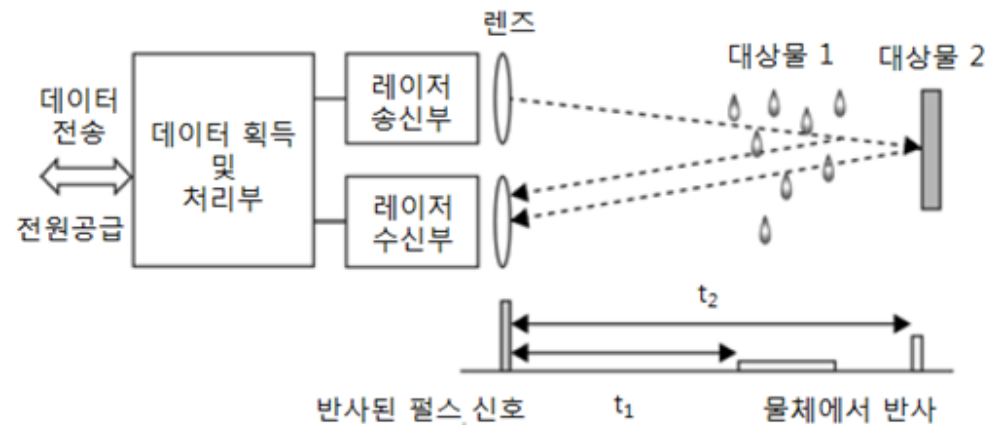 렌즈
대상물 1
대상물 2
데이터
전송
전원공급
데이터 획득
및
처리부
레이저
송신부
레이저
수신부
t₂
t₁
반사된 펄스 신호
물체에서 반사